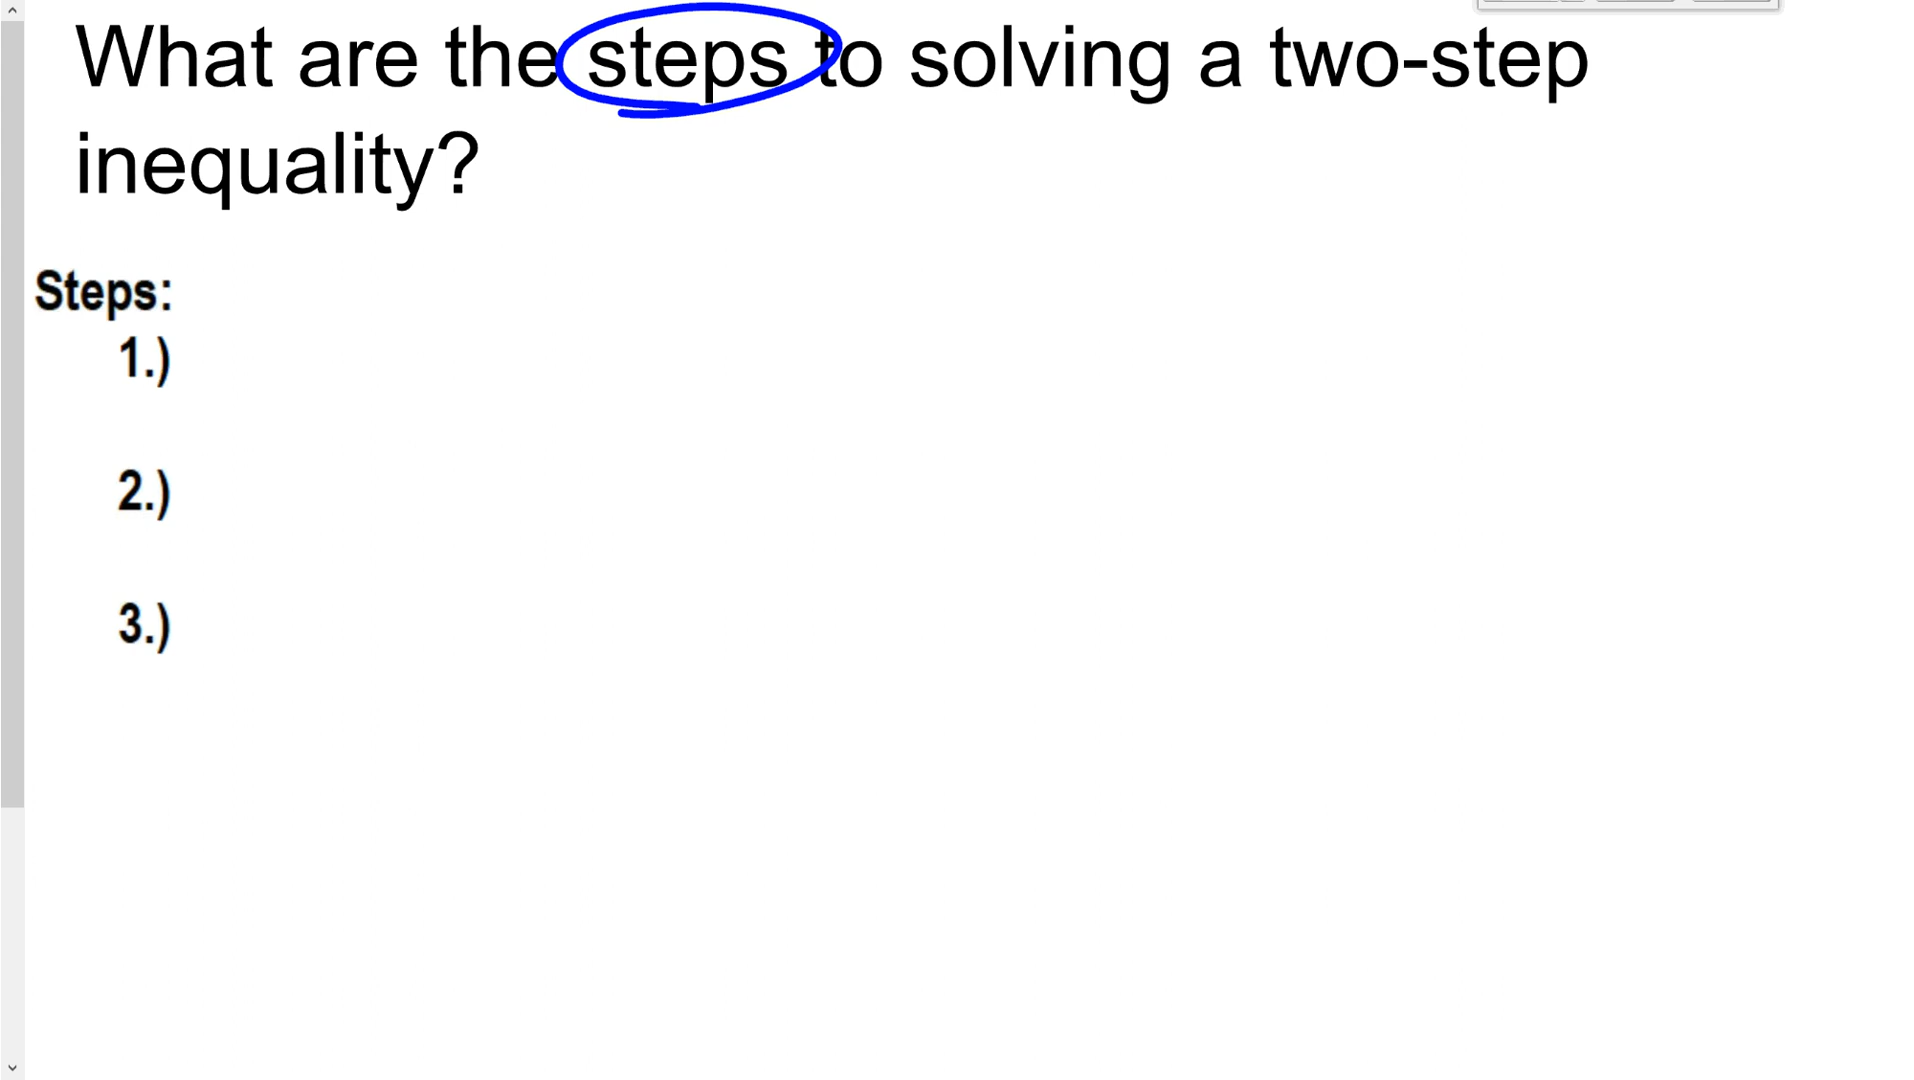 What are the steps to solving a two-step
inequality?
Steps:
1.)
2.)
3.)